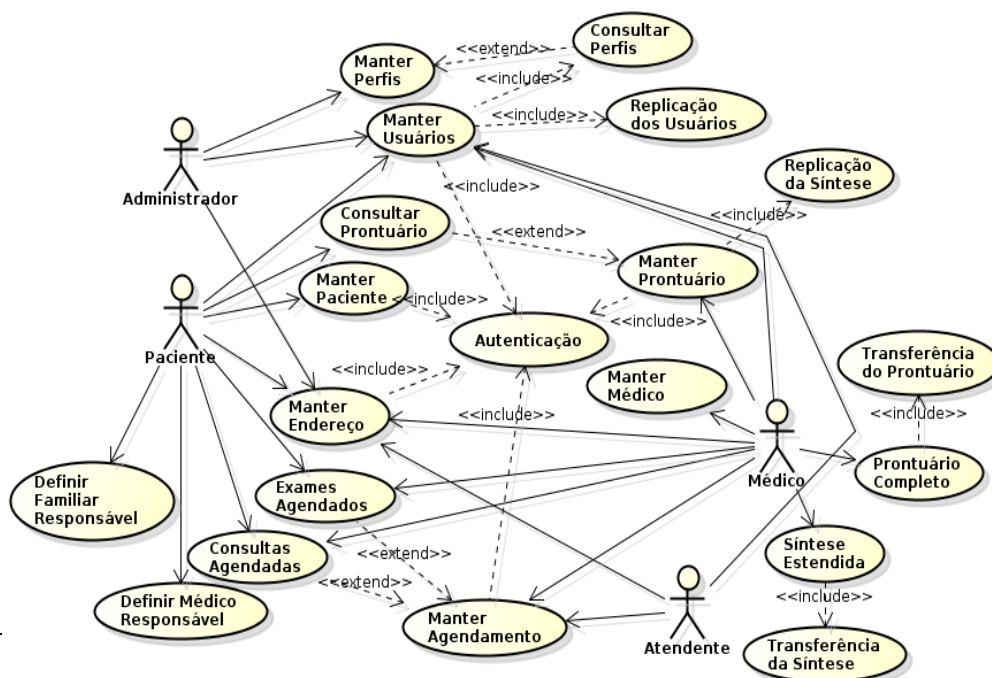 Consultar
Perfis
<<extend>>
Manter
Perfis
<<include>>
Manter
Usuários
<<include>>
Replicação
dos Usuários
Administrador
<<include>>
Replicação
da Síntese
<<include>>
Consultar
Prontuário
<<extend>>
Manter
Prontuário
Manter
Paciente
<<include>>
<<include>>
Paciente
Autenticação
Transferência
do Prontuário
<<include>>
Manter
Médico
Manter
Endereço
<<include>>
<<include>>
Médico
Prontuário
Completo
Definir
Familiar
Responsável
Exames
Agendados
Consultas
Agendadas
<<extend>>
<<extend>>
Síntese
Estendida
<<include>>
Definir Médico
Responsável
Manter
Agendamento
Atendente
Transferência
da Síntese